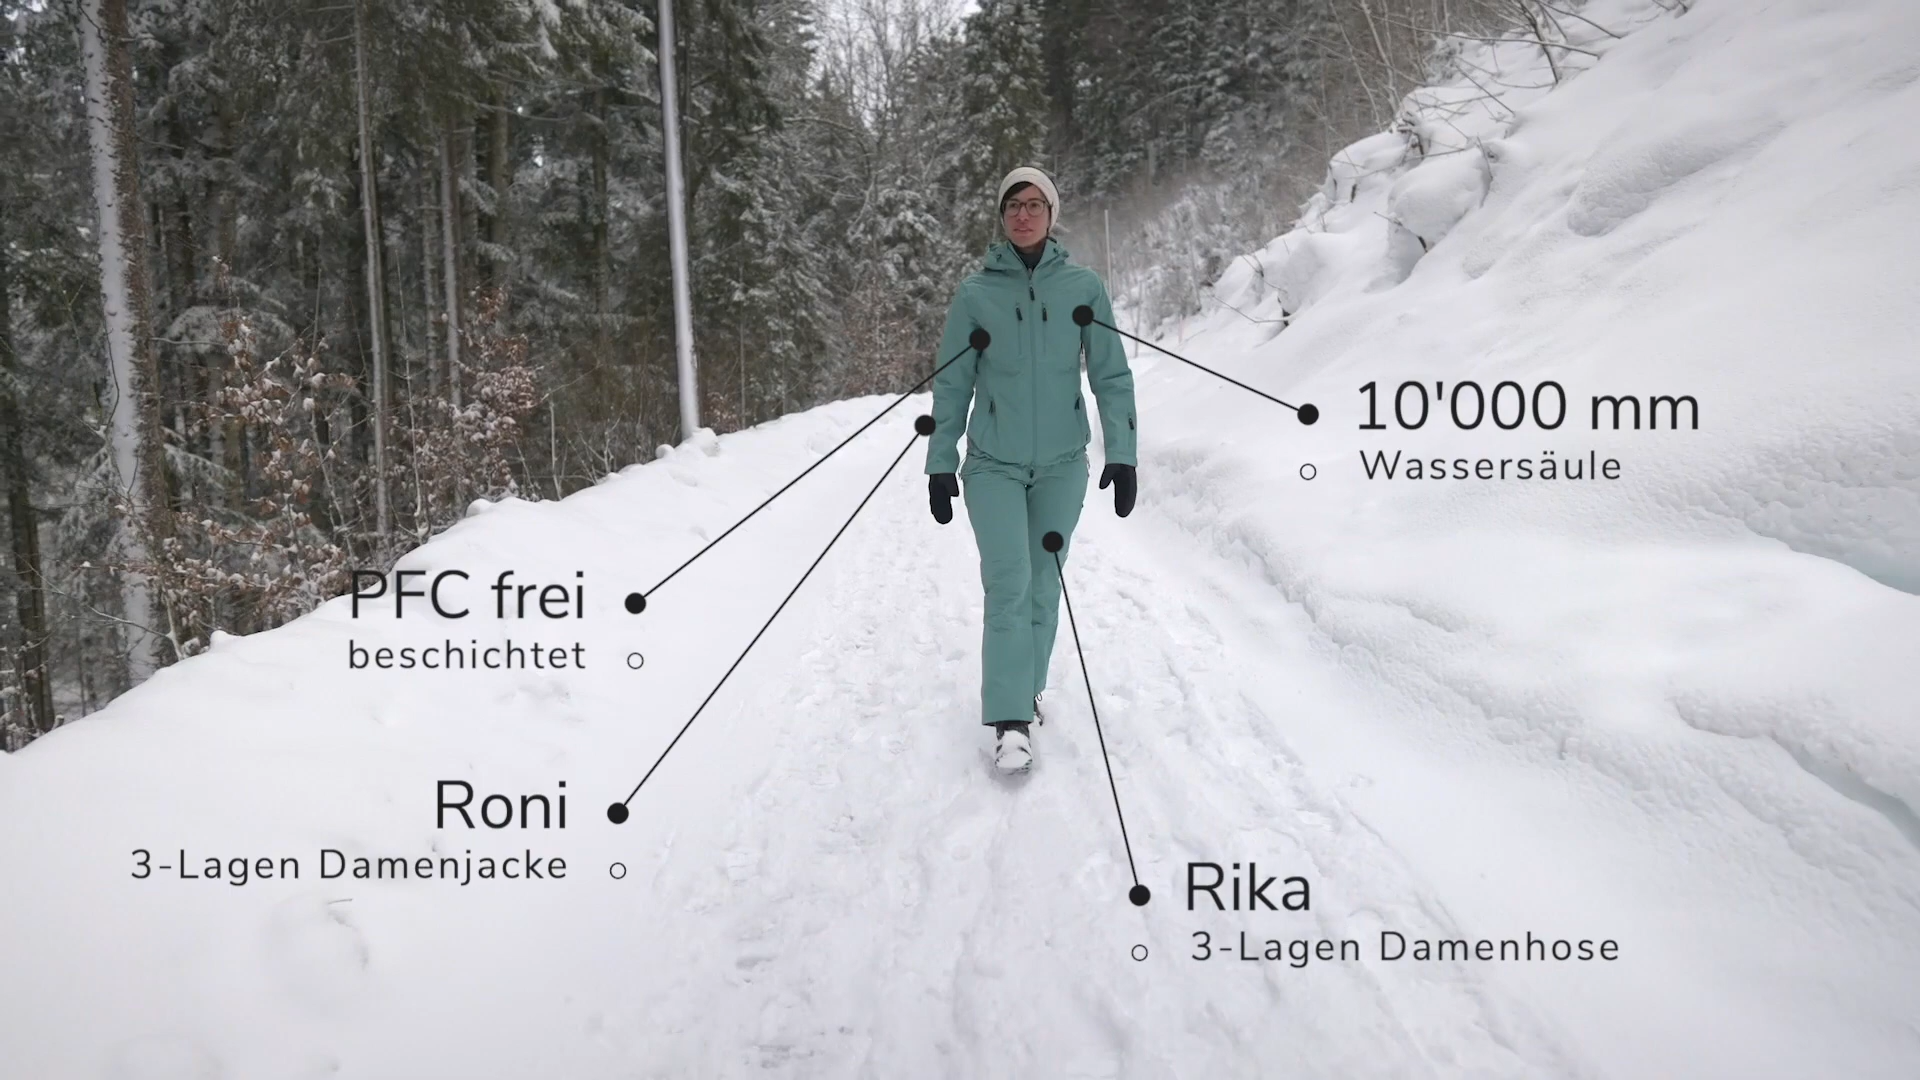 10'000 mm
Wassersäule
PFC frei
beschichtet
Roni
3-Lagen Damenjacke
Rika
3-Lagen Damenhose